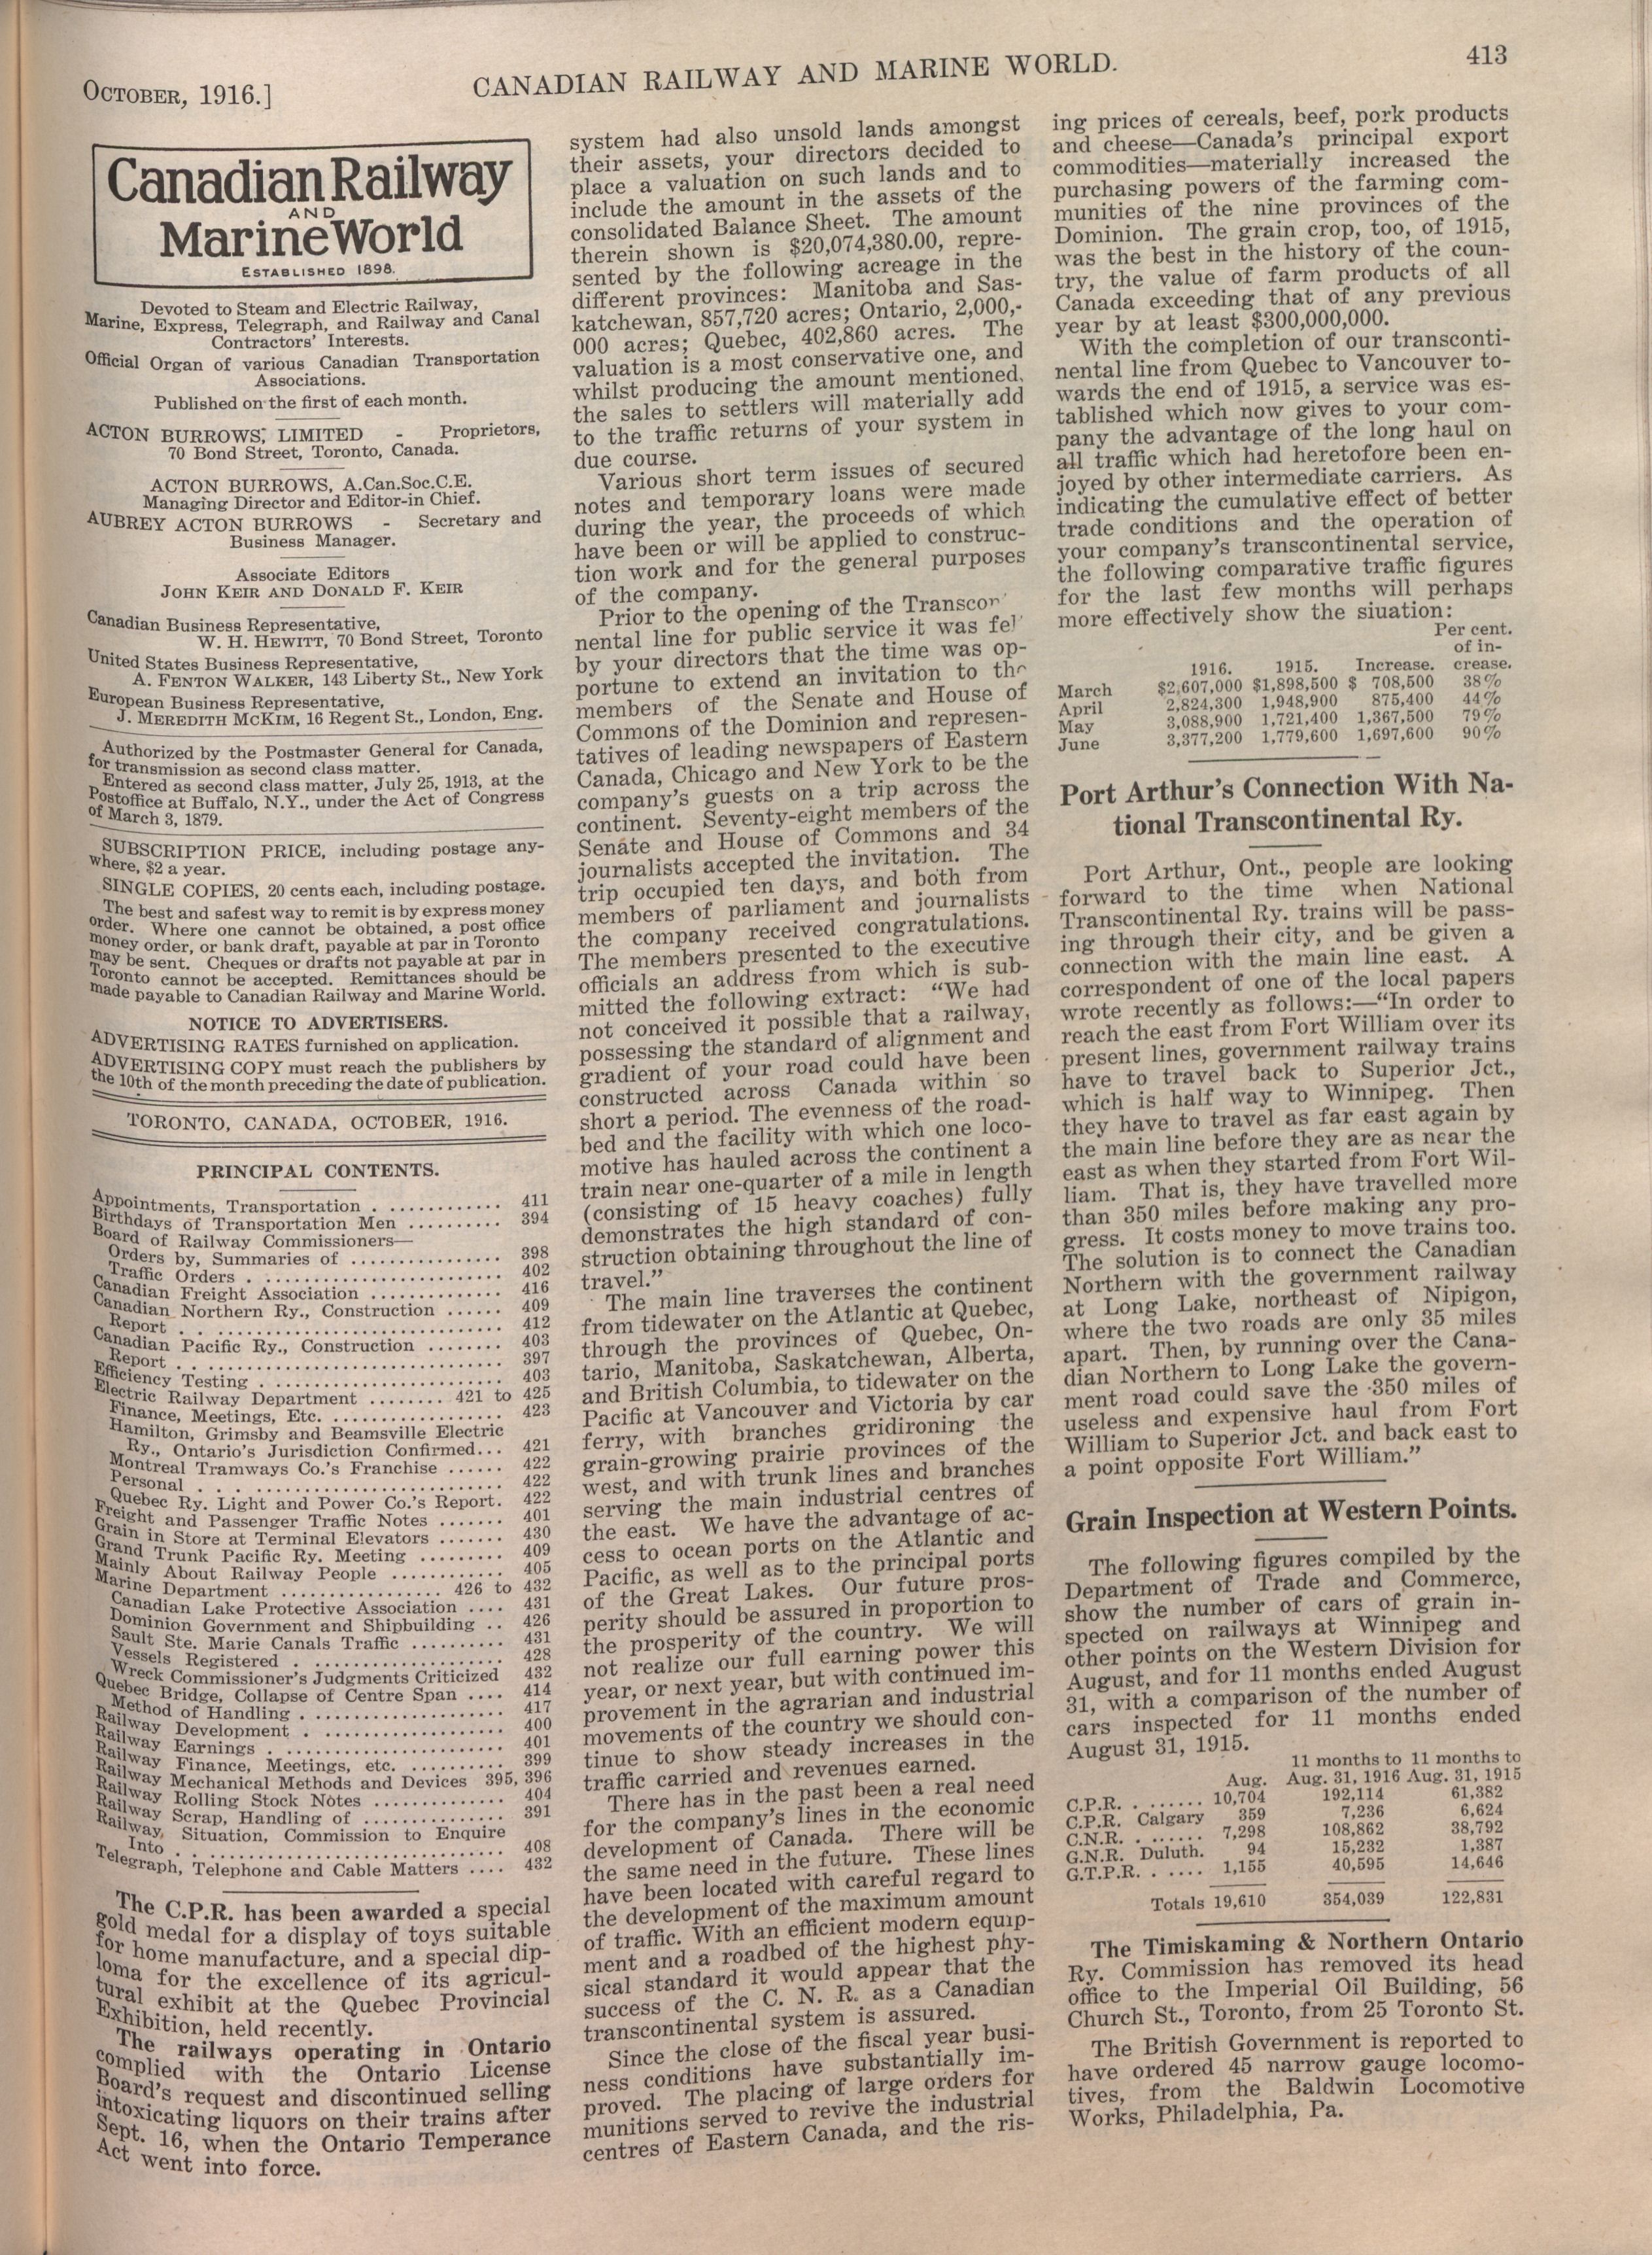 OCTOBER, 1916.]
CANADIAN RAILWAY AND MARINE WORLD.
413
Canadian Railway
AND
Marine World
ESTABLISHED 1898.
Devoted to Steam and Electric Railway,
Marine, Express, Telegraph, and Railway and Canal
Contractors' Interests.
Official Organ of various Canadian Transportation
Associations.
Published on the first of each month.
ACTON BURROWS, LIMITED - Proprietors,
70 Bond Street, Toronto, Canada.
ACTON BURROWS, A.Can.Soc.C.E.
Managing Director and Editor-in Chief.
AUBREY ACTON BURROWS - Secretary and
Business Manager.
Associate Editors
JOHN KEIR AND DONALD F. KEIR
Canadian Business Representative,
W. H. HEWITT, 70 Bond Street, Toronto
United States Business Representative,
A. FENTON WALKER, 143 Liberty St., New York
European Business Representative,
J. MEREDITH MCKIM, 16 Regent St., London, Eng.
Authorized by the Postmaster General for Canada,
for transmission as second class matter.
Entered as second class matter, July 25, 1913, at the
Postoffice at Buffalo, N.Y., under the Act of Congress
of March 3, 1879.
SUBSCRIPTION PRICE, including postage any-
where, $2 a year.
SINGLE COPIES, 20 cents each, including postage.
The best and safest way to remit is by express money
order. Where one cannot be obtained, a post office
money order, or bank draft, payable at par in Toronto
may be sent. Cheques or drafts not payable at par in
Toronto cannot be accepted. Remittances should be
made payable to Canadian Railway and Marine World.
NOTICE TO ADVERTISERS.
ADVERTISING RATES furnished on application.
ADVERTISING COPY must reach the publishers by
the 10th of the month preceding the date of publication.
TORONTO, CANADA, OCTOBER, 1916.
PRINCIPAL CONTENTS.
Appointments, Transportation . ............ 411
Birthdays of Transportation Men .......... 394
Board of Railway Commissioners—
Orders by, Summaries of ................ 398
Traffic Orders . ........................ 402
Canadian Freight Association ............. 416
Canadian Northern Ry., Construction ...... 409
Report . . .............................. 412
Canadian Pacific Ry., Construction ........ 403
Report . . .............................. 397
Efficiency Testing . ....................... 403
Electric Railway Department ........ 421 to 425
Finance, Meetings, Etc. .................. 423
Hamilton, Grimsby and Beamsville Electric
Ry., Ontario's Jurisdiction Confirmed... 421
Montreal Tramways Co.'s Franchise ...... 422
Personal . . . .......................... 422
Quebec Ry. Light and Power Co.'s Report. 422
Freight and Passenger Traffic Notes ....... 401
Grain in Store at Terminal Elevators ....... 430
Grand Trunk Pacific Ry. Meeting ......... 409
Mainly About Railway People ............ 405
Marine Department ................. 426 to 432
Canadian Lake Protective Association .... 431
Dominion Government and Shipbuilding .. 426
Sault Ste. Marie Canals Traffic .......... 431
Vessels Registered . .................... 428
Wreck Commissioner's Judgments Criticized 432
Quebec Bridge, Collapse of Centre Span .... 414
Method of Handling . .................... 417
Railway Development . ................... 400
Railway Earnings . ........................ 401
Railway Finance, Meetings, etc. .......... 399
Railway Mechanical Methods and Devices 395, 396
Railway Rolling Stock Notes .............. 404
Railway Scrap, Handling of ............... 391
Railway, Situation, Commission to Enquire
Into . . ................................ 408
Telegraph, Telephone and Cable Matters .... 432
The C.P.R. has been awarded a special
gold medal for a display of toys suitable
for home manufacture, and a special dip-
loma for the excellence of its agricul-
tural exhibit at the Quebec Provincial
Exhibition, held recently.
The railways operating in Ontario
complied with the Ontario License
Board's request and discontinued selling
intoxicating liquors on their trains after
Sept. 16, when the Ontario Temperance
Act went into force.
system had also unsold lands amongst
their assets, your directors decided to
place a valuation on such lands and to
include the amount in the assets of the
consolidated Balance Sheet. The amount
therein shown is $20,074,380.00, repre-
sented by the following acreage in the
different provinces: Manitoba and Sas-
katchewan, 857,720 acres; Ontario, 2,000,-
000 acres; Quebec, 402,860 acres. The
valuation is a most conservative one, and
whilst producing the amount mentioned,
the sales to settlers will materially add
to the traffic returns of your system in
due course.
Various short term issues of secured
notes and temporary loans were made
during the year, the proceeds of which
have been or will be applied to construc-
tion work and for the general purposes
of the company.
Prior to the opening of the
nental line for public service it was
by your directors that the time was op-
portune to extend an invitation to the
members of the Senate and House of
Commons of the Dominion and represen-
tatives of leading newspapers of Eastern
Canada, Chicago and New York to be the
company's guests on a trip across the
continent. Seventy-eight members of the
Senate and House of Commons and 34
journalists accepted the invitation. The
trip occupied ten days, and both from
members of parliament and journalists
the company received congratulations.
The members presented to the executive
officials an address from which is sub-
mitted the following extract: "We had
not conceived it possible that a railway,
possessing the standard of alignment and
gradient of your road could have been
constructed across Canada within so
short a period. The evenness of the road-
bed and the facility with which one loco-
motive has hauled across the continent a
train near one-quarter of a mile in length
(consisting of 15 heavy coaches) fully
demonstrates the high standard of con-
struction obtaining throughout the line of
travel."
The main line traverses the continent
from tidewater on the Atlantic at Quebec,
through the provinces of Quebec, On-
tario, Manitoba, Saskatchewan, Alberta,
and British Columbia, to tidewater on the
Pacific at Vancouver and Victoria by car
ferry, with branches gridironing the
grain-growing prairie provinces of the
west, and with trunk lines and branches
serving the main industrial centres of
the east. We have the advantage of ac-
cess to ocean ports on the Atlantic and
Pacific, as well as to the principal ports
of the Great Lakes. Our future pros-
perity should be assured in proportion to
the prosperity of the country. We will
not realize our full earning power this
year, or next year, but with continued im-
provement in the agrarian and industrial
movements of the country we should con-
tinue to show steady increases in the
traffic carried and revenues earned.
There has in the past been a real need
for the company's lines in the economic
development of Canada. There will be
the same need in the future. These lines
have been located with careful regard to
the development of the maximum amount
of traffic. With an efficient modern equip-
ment and a roadbed of the highest phy-
sical standard it would appear that the
success of the C. N. R. as a Canadian
transcontinental system is assured.
Since the close of the fiscal year busi-
ness conditions have substantially im-
proved. The placing of large orders for
munitions served to revive the industrial
centres of Eastern Canada, and the ris-
ing prices of cereals, beef, pork products
and cheese—Canada's principal export
commodities—materially increased the
purchasing powers of the farming com-
munities of the nine provinces of the
Dominion. The grain crop, too, of 1915,
was the best in the history of the coun-
try, the value of farm products of all
Canada exceeding that of any previous
year by at least $300,000,000.
With the completion of our transconti-
nental line from Quebec to Vancouver to-
wards the end of 1915, a service was es-
tablished which now gives to your com-
pany the advantage of the long haul on
all traffic which had heretofore been en-
joyed by other intermediate carriers. As
indicating the cumulative effect of better
trade conditions and the operation of
your company's transcontinental service,
the following comparative traffic figures
for the last few months will perhaps
more effectively show the siuation:
Per cent.
of in-
1916. 1915. Increase. crease.
March $2,607,000 $1,898,500 $ 708,500 38%
April 2,824,300 1,948,900 875,400 44%
May 3,088,900 1,721,400 1,367,500 79%
June 3,377,200 1,779,600 1,697,600 90%
Port Arthur's Connection With Na-
tional Transcontinental Ry.
Port Arthur, Ont., people are looking
forward to the time when National
Transcontinental Ry. trains will be pass-
ing through their city, and be given a
connection with the main line east. A
correspondent of one of the local papers
wrote recently as follows:—"In order to
reach the east from Fort William over its
present lines, government railway trains
have to travel back to Superior Jct.,
which is half way to Winnipeg. Then
they have to travel as far east again by
the main line before they are as near the
east as when they started from Fort Wil-
liam. That is, they have travelled more
than 350 miles before making any pro-
gress. It costs money to move trains too.
The solution is to connect the Canadian
Northern with the government railway
at Long Lake, northeast of Nipigon,
where the two roads are only 35 miles
apart. Then, by running over the Cana-
dian Northern to Long Lake the govern-
ment road could save the 350 miles of
useless and expensive haul from Fort
William to Superior Jct. and back east to
a point opposite Fort William."
Grain Inspection at Western Points.
The following figures compiled by the
Department of Trade and Commerce,
show the number of cars of grain in-
spected on railways at Winnipeg and
other points on the Western Division for
August, and for 11 months ended August
31, with a comparison of the number of
cars inspected for 11 months ended
August 31, 1915.
11 months to 11 months to
Aug. Aug. 31, 1916 Aug. 31, 1915
C.P.R. . ....... 10,704 192,114 61,382
C.P.R. Calgary 359 7,236 6,624
C.N.R. . ...... 7,298 108,862 38,792
G.N.R. Duluth. 94 15,232 1,387
G.T.P.R. . .... 1,155 40,595 14,646
Totals 19,610 354,039 122,831
The Timiskaming & Northern Ontario
Ry. Commission has removed its head
office to the Imperial Oil Building, 56
Church St., Toronto, from 25 Toronto St.
The British Government is reported to
have ordered 45 narrow gauge locomo-
tives, from the Baldwin Locomotive
Works, Philadelphia, Pa.